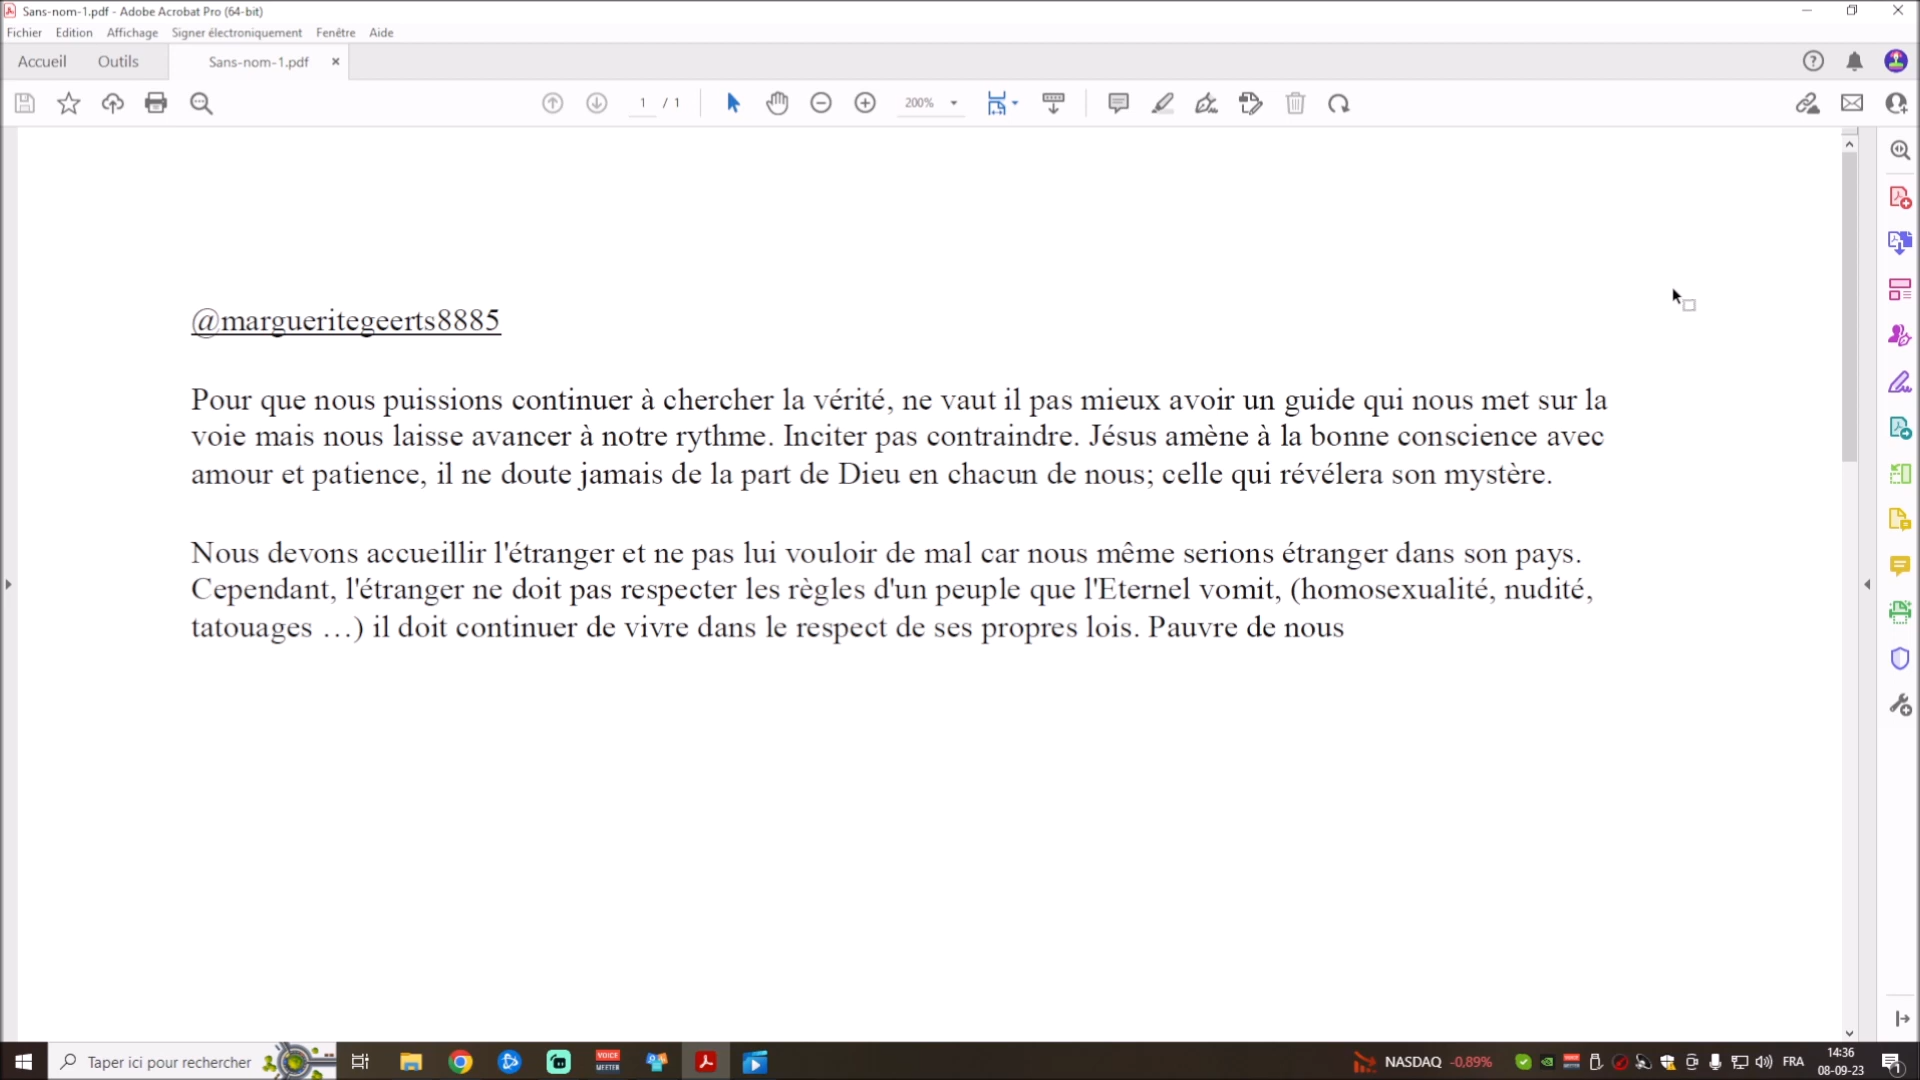 Sans-nom-1.pdf - Adobe Acrobat Pro (64-bit)
Fichier Edition Affichage Signer électroniquement Fenêtre Aide
Accueil Outils Sans-nom-1.pdf ×
1 / 1 200%
@margueritegeerts8885
Pour que nous puissions continuer à chercher la vérité, ne vaut il pas mieux avoir un guide qui nous met sur la
voie mais nous laisse avancer à notre rythme. Inciter pas contraindre. Jésus amène à la bonne conscience avec
amour et patience, il ne doute jamais de la part de Dieu en chacun de nous; celle qui révélera son mystère.
Nous devons accueillir l'étranger et ne pas lui vouloir de mal car nous même serions étranger dans son pays.
Cependant, l'étranger ne doit pas respecter les règles d'un peuple que l'Eternel vomit, (homosexualité, nudité,
tatouages …) il doit continuer de vivre dans le respect de ses propres lois. Pauvre de nous
Taper ici pour rechercher VOICE MEETER NASDAQ -0,89% FRA 14:36
08-09-23 1